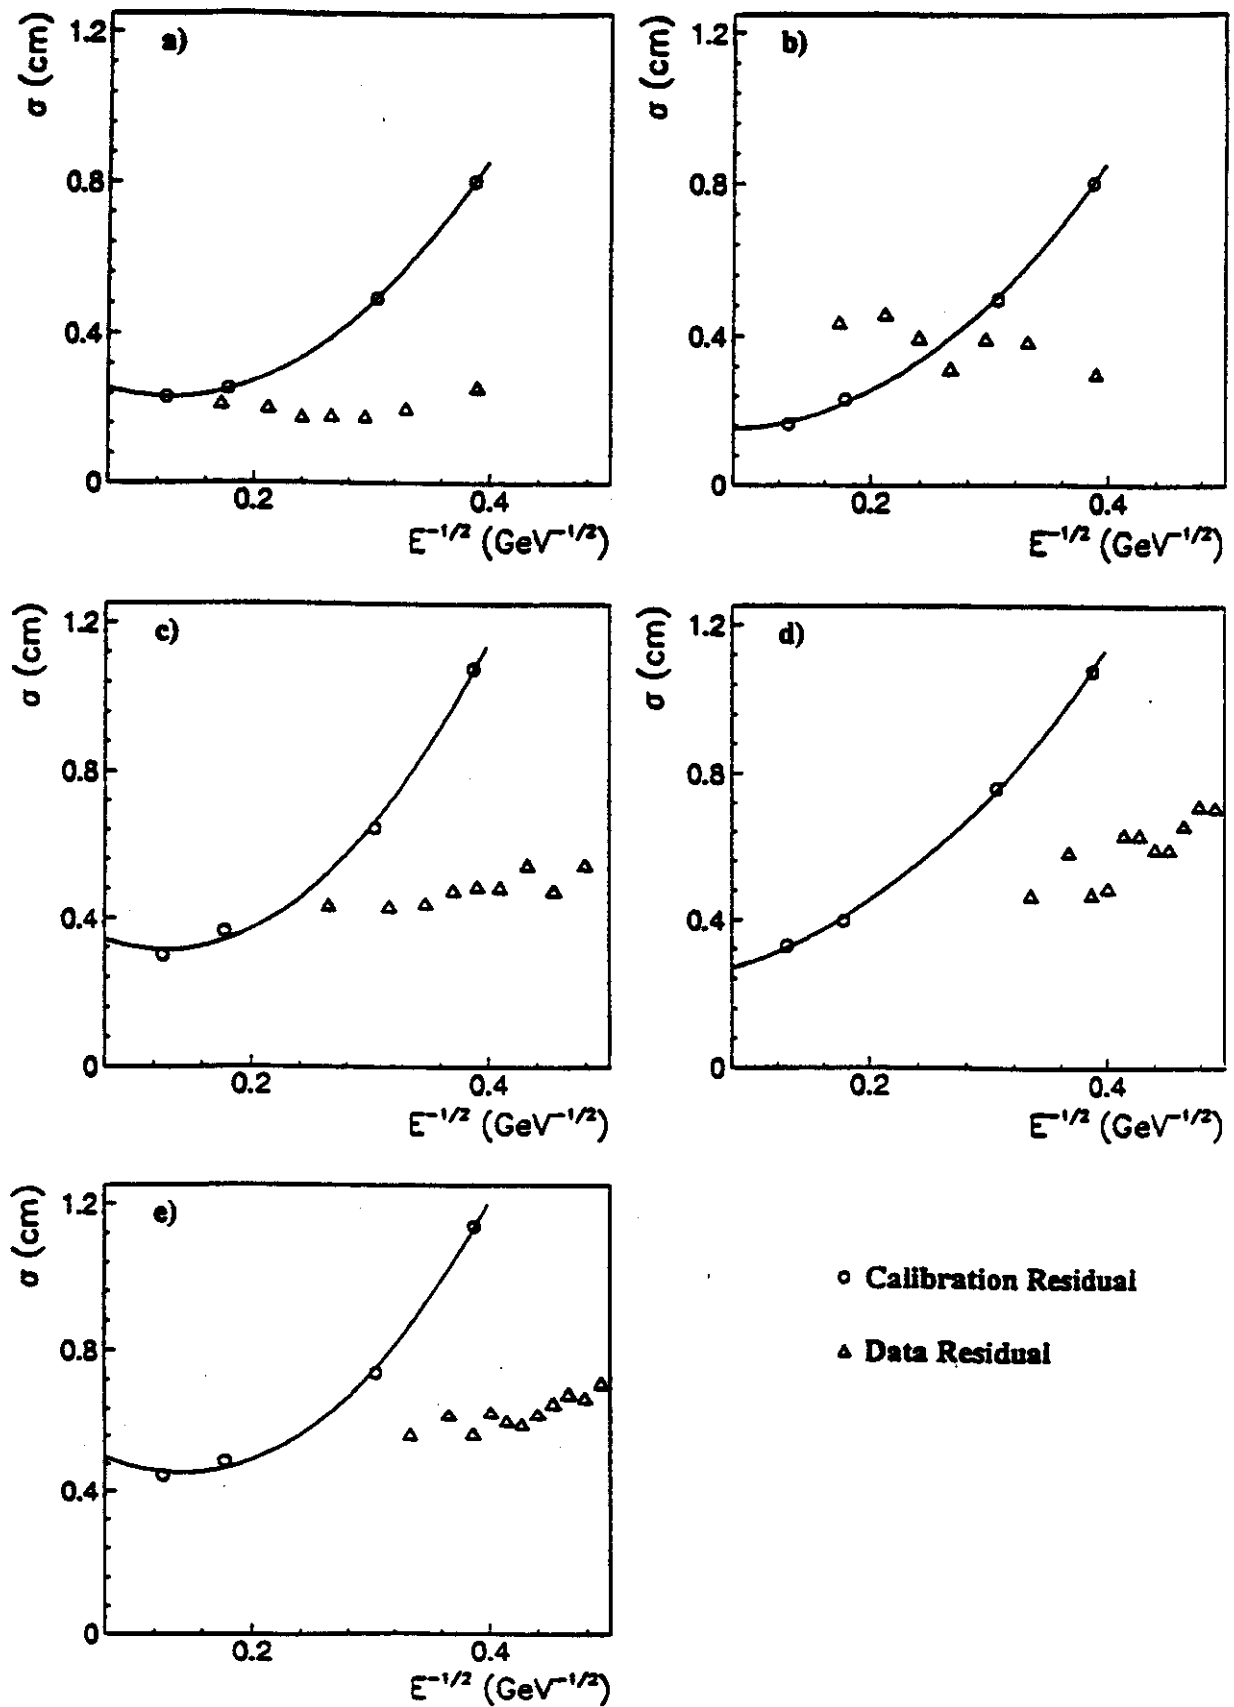 a)
σ (cm)
1.2
0.8
0.4
0
0.2
0.4
E⁻¹/² (GeV⁻¹/²)
b)
σ (cm)
1.2
0.8
0.4
0
0.2
0.4
E⁻¹/² (GeV⁻¹/²)
c)
σ (cm)
1.2
0.8
0.4
0
0.2
0.4
E⁻¹/² (GeV⁻¹/²)
d)
σ (cm)
1.2
0.8
0.4
0
0.2
0.4
E⁻¹/² (GeV⁻¹/²)
e)
σ (cm)
1.2
0.8
0.4
0
0.2
0.4
E⁻¹/² (GeV⁻¹/²)
Calibration Residual
Data Residual